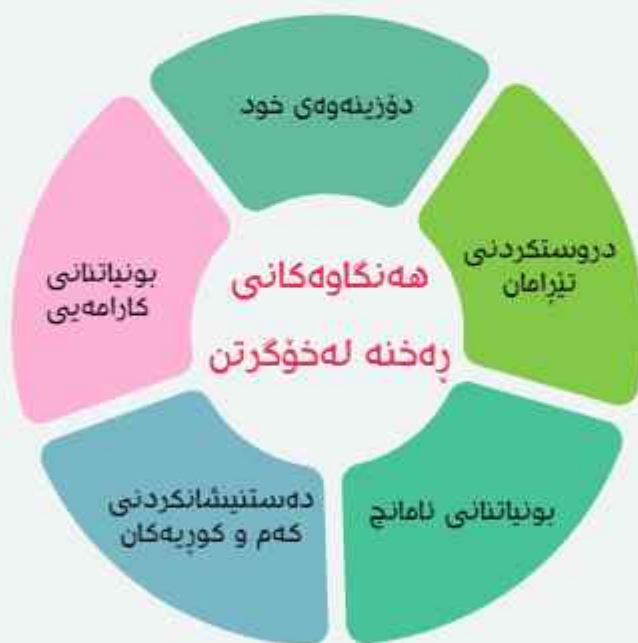 دۆزینەوەی خود
دروستکردنی
تێڕامان
بونیاتنانی ئامانج
دەستنیشانکردنی
کەم و کوڕیەکان
بونیاتنانی
کارامەیی
هەنگاوەکانی
ڕەخنە لەخۆگرتن